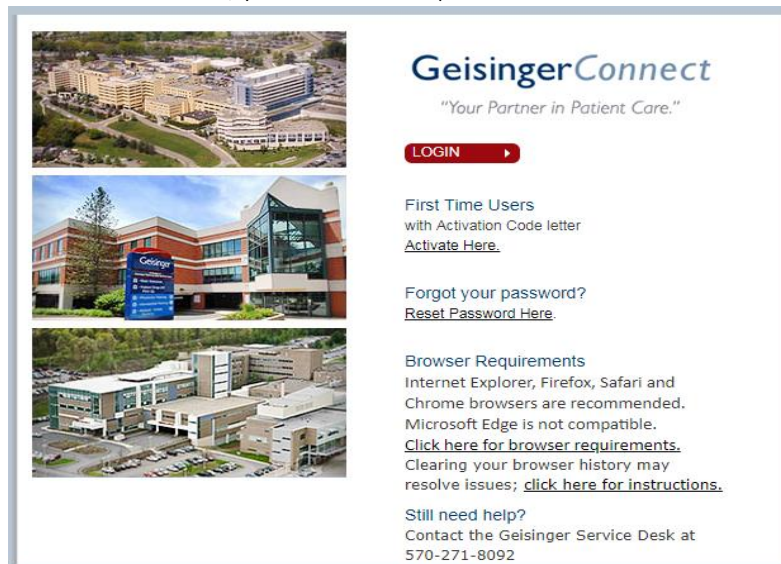 GeisingerConnect
"Your Partner in Patient Care."
LOGIN
First Time Users
with Activation Code letter
Activate Here.
Forgot your password?
Reset Password Here.
Browser Requirements
Internet Explorer, Firefox, Safari and
Chrome browsers are recommended.
Microsoft Edge is not compatible.
Click here for browser requirements.
Clearing your browser history may
resolve issues; click here for instructions.
Still need help?
Contact the Geisinger Service Desk at
570-271-8092
Geisinger